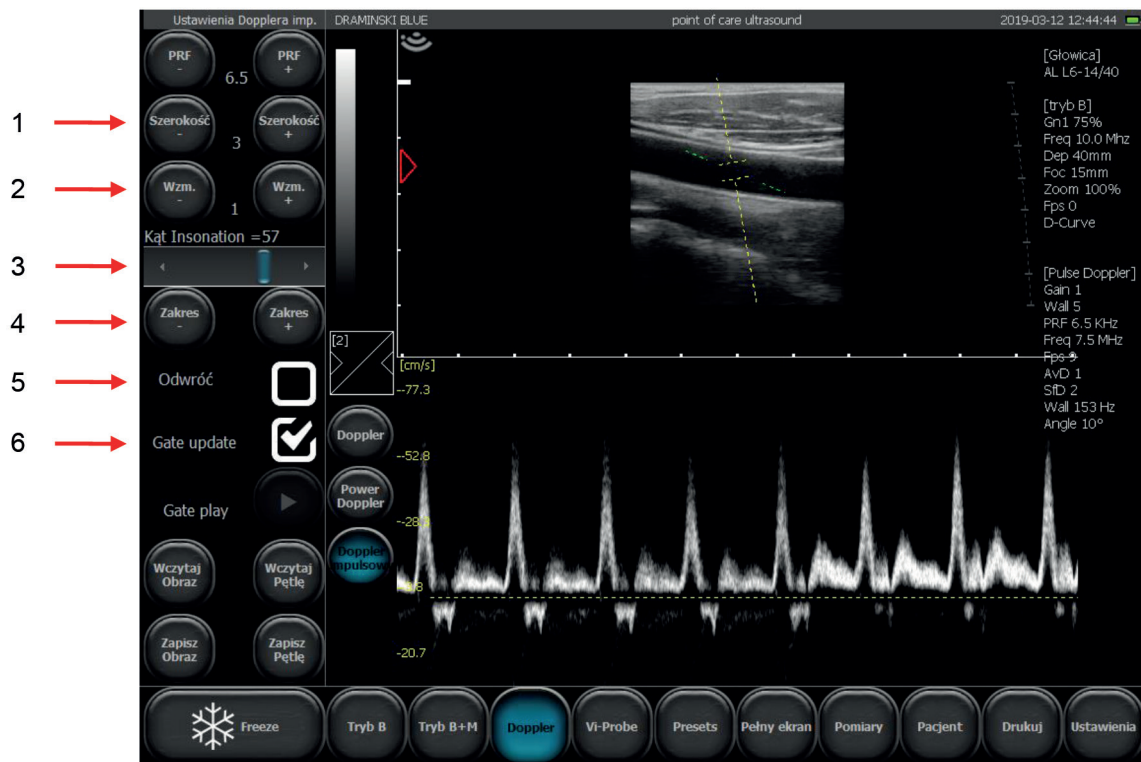 Ustawienia Dopplera imp.
DRAMINSKI BLUE
point of care ultrasound
2019-03-12 12:44:44
PRF
-
6.5
PRF
+
1
Szerokość
-
3
Szerokość
+
2
Wzm.
-
1
Wzm.
+
Kąt Insonation =57
3
4
Zakres
-
Zakres
+
5
Odwróć
6
Gate update
Gate play
Wczytaj
Obraz
Wczytaj
Pętlę
Zapisz
Obraz
Zapisz
Pętlę
[2]
Doppler
Power
Doppler
Doppler
[Głowica]
AL L6-14/40
[tryb B]
Gn1 75%
Freq 10.0 Mhz
Dep 40mm
Foc 15mm
Zoom 100%
Fps 0
D-Curve
[Pulse Doppler]
Gain 1
Wall 5
PRF 6.5 KHz
Freq 7.5 MHz
Fps 9
AvD 1
SfD 2
Wall 153 Hz
Angle 10°
[cm/s]
--77.3
--52.8
-20.7
Freeze
Tryb B
Tryb B+M
Doppler
Vi-Probe
Presets
Pełny ekran
Pomiary
Pacjent
Drukuj
Ustawienia